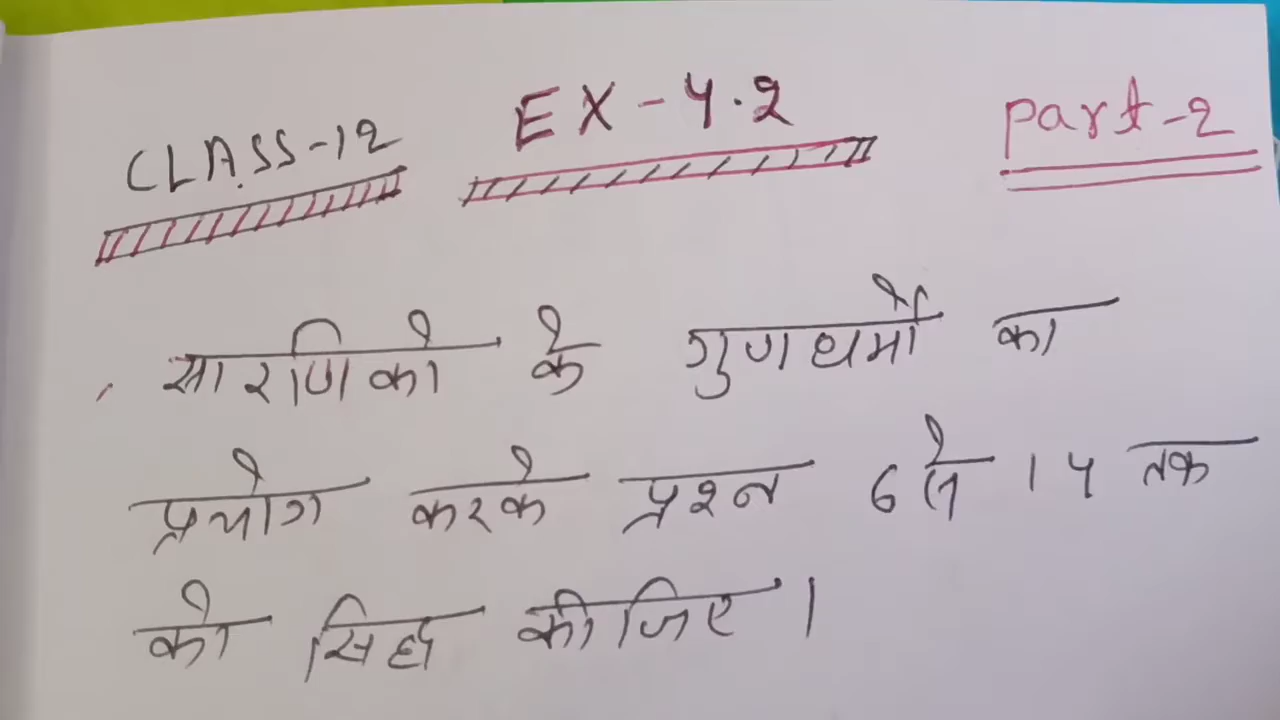 CLASS-12 EX-4.2 Part-2
सारणिको के गुणधर्मो का
प्रयोग करके प्रश्न 6 से 14 तक
को सिद्ध कीजिए।